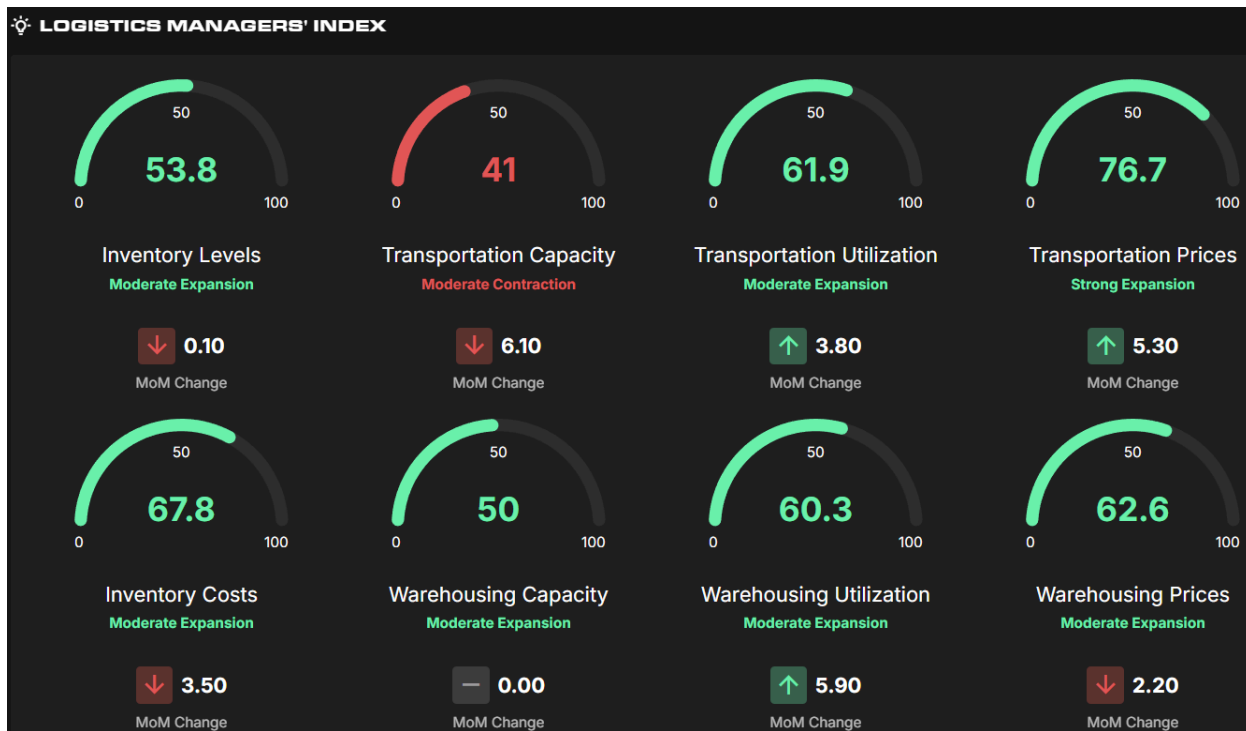 LOGISTICS MANAGERS' INDEX
50 50 50 50
53.8 41 61.9 76.7
0 100 0 100 0 100 0 100
Inventory Levels Transportation Capacity Transportation Utilization Transportation Prices
Moderate Expansion Moderate Contraction Moderate Expansion Strong Expansion
0.10 6.10 3.80 5.30
MoM Change MoM Change MoM Change MoM Change
50 50 50 50
67.8 50 60.3 62.6
0 100 0 100 0 100 0 100
Inventory Costs Warehousing Capacity Warehousing Utilization Warehousing Prices
Moderate Expansion Moderate Expansion Moderate Expansion Moderate Expansion
3.50 0.00 5.90 2.20
MoM Change MoM Change MoM Change MoM Change